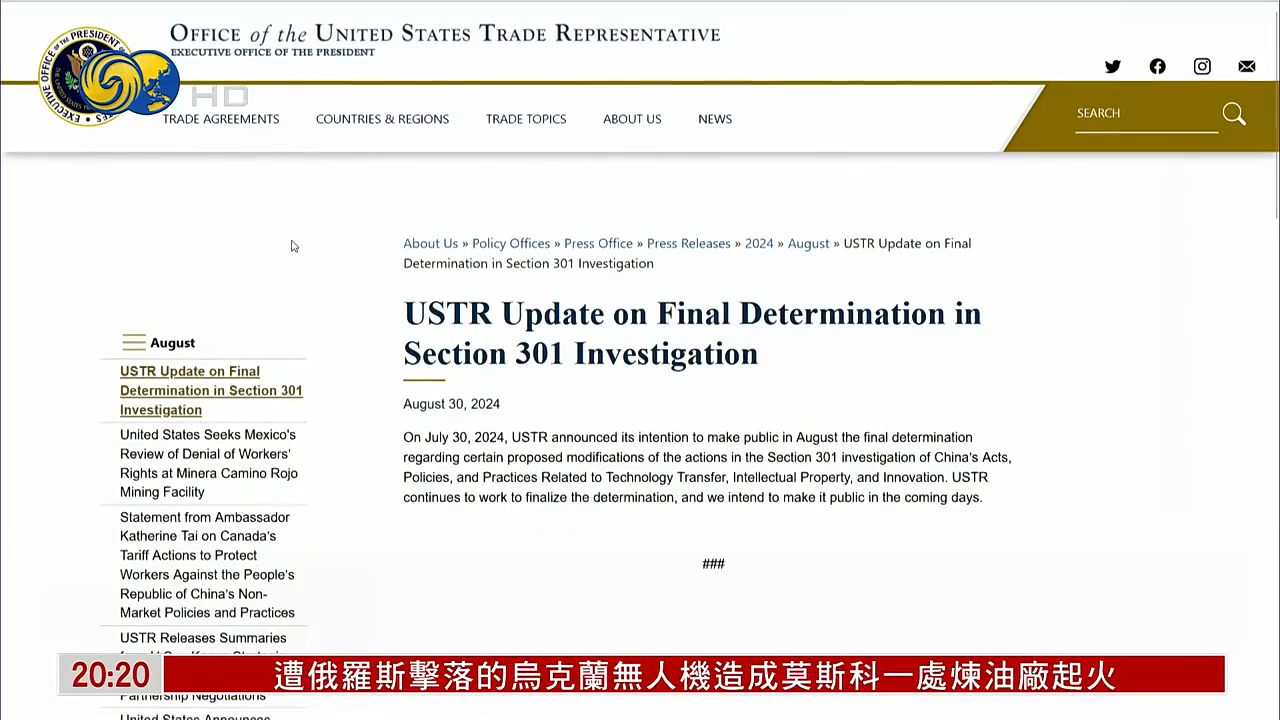 OFFICE of the UNITED STATES TRADE REPRESENTATIVE
EXECUTIVE OFFICE OF THE PRESIDENT
HD
TRADE AGREEMENTS COUNTRIES & REGIONS TRADE TOPICS ABOUT US NEWS
SEARCH
About Us » Policy Offices » Press Office » Press Releases » 2024 » August » USTR Update on Final
Determination in Section 301 Investigation
USTR Update on Final Determination in
Section 301 Investigation
August 30, 2024
On July 30, 2024, USTR announced its intention to make public in August the final determination
regarding certain proposed modifications of the actions in the Section 301 investigation of China's Acts,
Policies, and Practices Related to Technology Transfer, Intellectual Property, and Innovation. USTR
continues to work to finalize the determination, and we intend to make it public in the coming days.
###
August
USTR Update on Final
Determination in Section 301
Investigation
United States Seeks Mexico's
Review of Denial of Workers'
Rights at Minera Camino Rojo
Mining Facility
Statement from Ambassador
Katherine Tai on Canada's
Tariff Actions to Protect
Workers Against the People's
Republic of China's Non-
Market Policies and Practices
USTR Releases Summaries
Partnership Negotiations
United States Announces
20:20 遭俄羅斯擊落的烏克蘭無人機造成莫斯科一處煉油廠起火